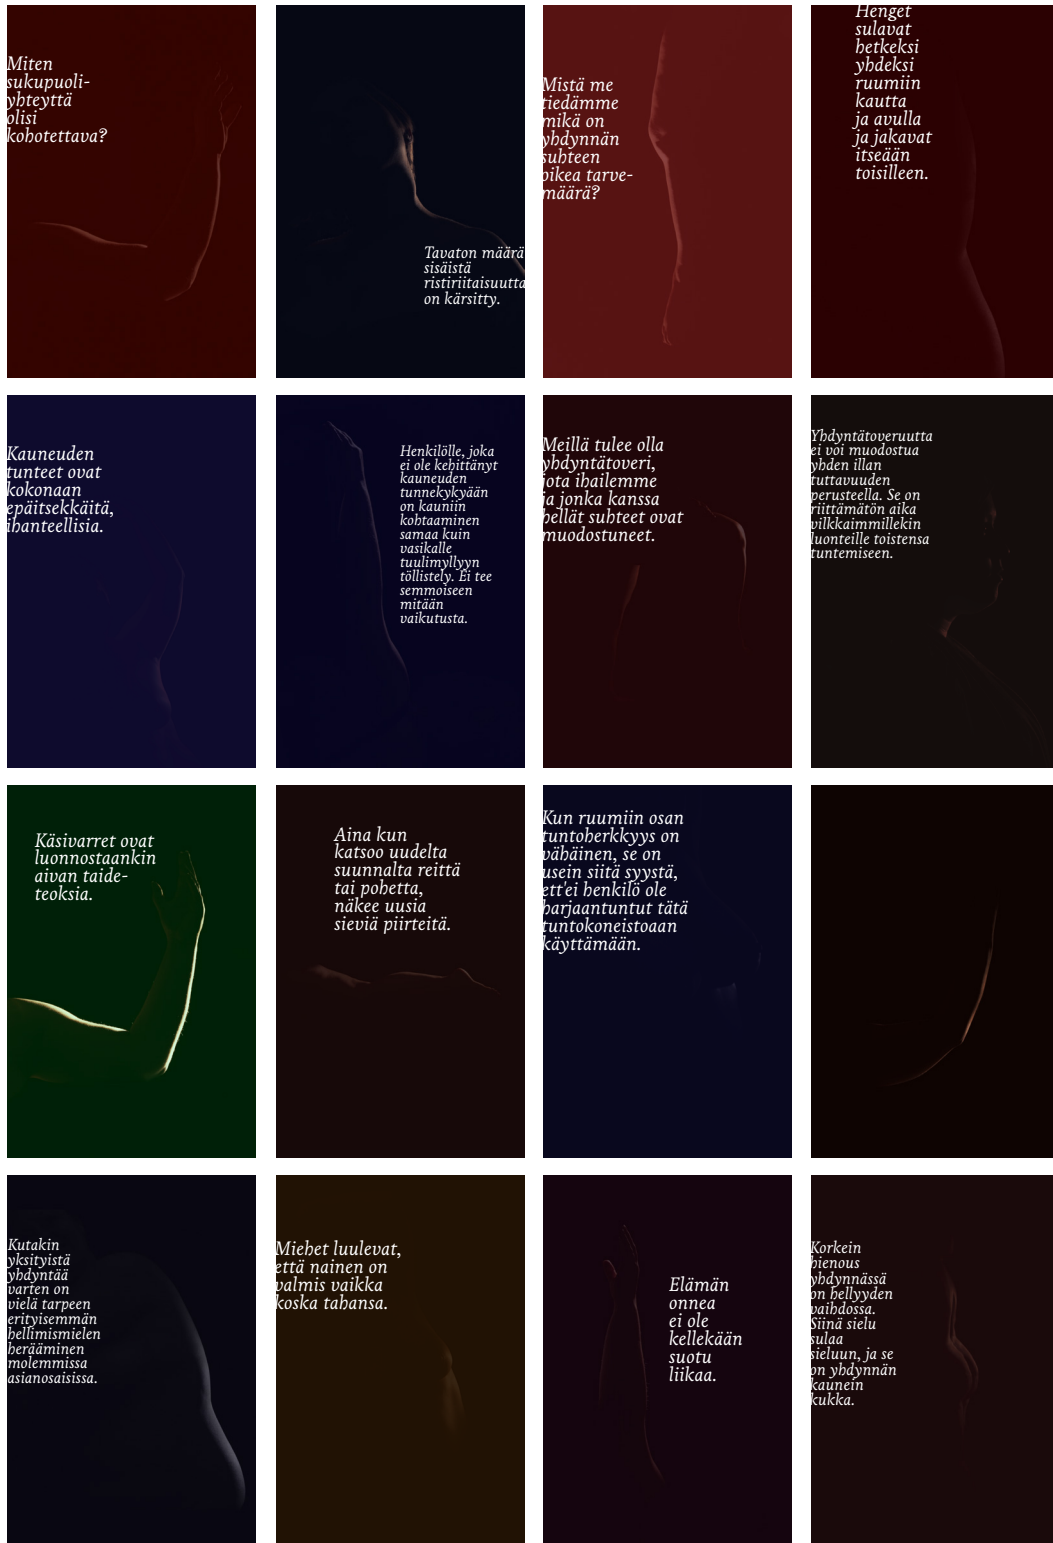 Miten
sukupuoli-
yhteyttä
olisi
kohotettava?
Tavaton määrä
sisäistä
ristiriitaisuutta
on kärsitty.
Mistä me
tiedämme
mikä on
yhdynnän
suhteen
oikea tarve-
määrä?
Henget
sulavat
hetkeksi
yhdeksi
ruumiin
kautta
ja avulla
ja jakavat
itseään
toisilleen.
Kauneuden
tunteet ovat
kokonaan
epäitsekkäitä,
ihanteellisia.
Henkilölle, joka
ei ole kehittänyt
kauneuden
tunnekykyään
on kauniin
kohtaaminen
samaa kuin
vasikalle
tuulimyllyyn
töllistely. Ei tee
semmoiseen
mitään
vaikutusta.
Meillä tulee olla
yhdyntätoveri,
jota ihailemme
ja jonka kanssa
hellät suhteet ovat
muodostuneet.
Yhdyntätoveruutta
ei voi muodostua
yhden illan
tuttavuuden
perusteella. Se on
riittämätön aika
vilkkaimmillekin
luonteille toistensa
tuntemiseen.
Käsivarret ovat
luonnostaankin
aivan taide-
teoksia.
Aina kun
katsoo uudelta
suunnalta reittä
tai pohetta,
näkee uusia
sieviä piirteitä.
Kun ruumiin osan
tuntoherkkyys on
vähäinen, se on
usein siitä syystä,
ett'ei henkilö ole
harjaantuntut tätä
tuntokoneistoaan
käyttämään.
Kutakin
yksityistä
yhdyntää
varten on
vielä tarpeen
erityisemmän
hellimismielen
herääminen
molemmissa
asianosaisissa.
Miehet luulevat,
että nainen on
valmis vaikka
koska tahansa.
Elämän
onnea
ei ole
kellekään
suotu
liikaa.
Korkein
hienous
yhdynnässä
on hellyyden
vaihdossa.
Siinä sielu
sulaa
sieluun, ja se
on yhdynnän
kaunein
kukka.